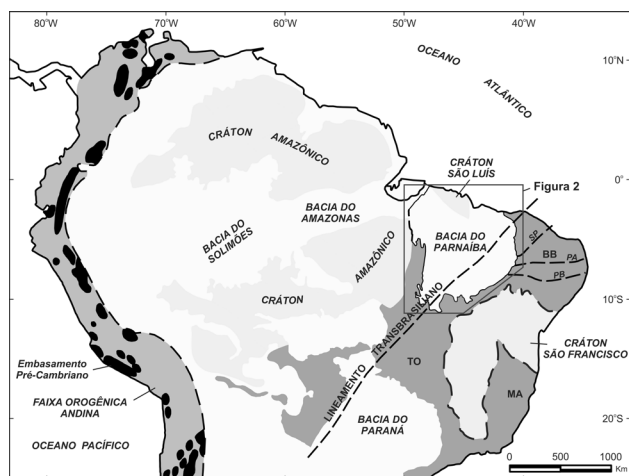 80°W
70°W
60°W
50°W
40°W
OCEANO
ATLÂNTICO
10°N
CRÁTON
AMAZÔNICO
CRÁTON
SÃO LUÍS
0°
Figura 2
BACIA DO
AMAZONAS
BACIA DO
SOLIMÕES
AMAZÔNICO
BACIA DO
PARNAÍBA
SP
BB
PA
PB
CRÁTON
10°S
LINEAMENTO
TRANSBRASILIANO
TO
CRÁTON
SÃO FRANCISCO
Embasamento
Pré-Cambriano
FAIXA OROGÊNICA
ANDINA
MA
BACIA DO
PARANÁ
20°S
OCEANO PACÍFICO
0
500
1000
Km